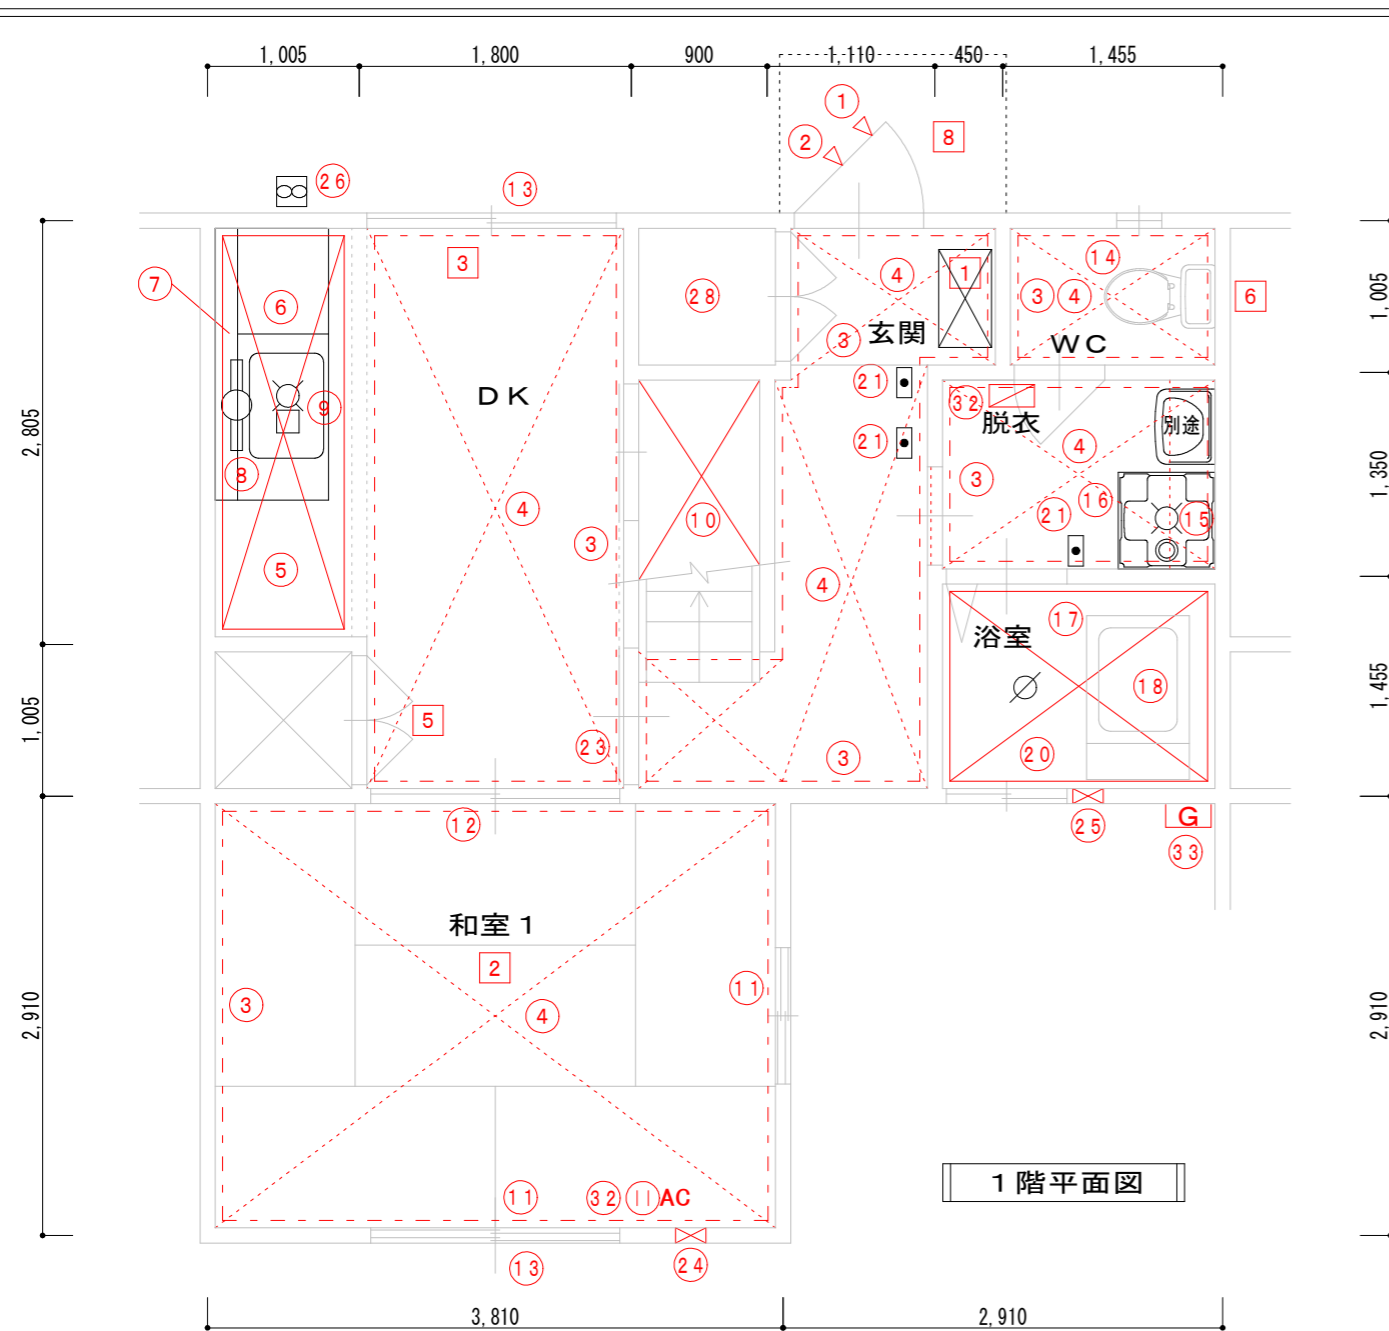 1,005 1,800 900 1,110 450 1,455
①
② 8
㉖ ⑬
3 ④ 1 ⑭
⑦ ⑥ ㉘ ③ ④ 6
③ 玄関 WC
DK ㉑ ㉜ 脱衣 別途
⑨ ㉑ ④
⑧ ③ ⑯
④ ⑩ ㉑ ⑮
③
⑤ ④
⑰
浴室
⑱
5 ㉓ ③ ⑳
⑫ ㉕ G
㉝
和室1
2 ⑪
③ ④
1階平面図
⑪ ㉜ ⑪ AC
⑬ ㉔
3,810 2,910
2,805
1,005
2,910
1,005
1,350
1,455
2,910